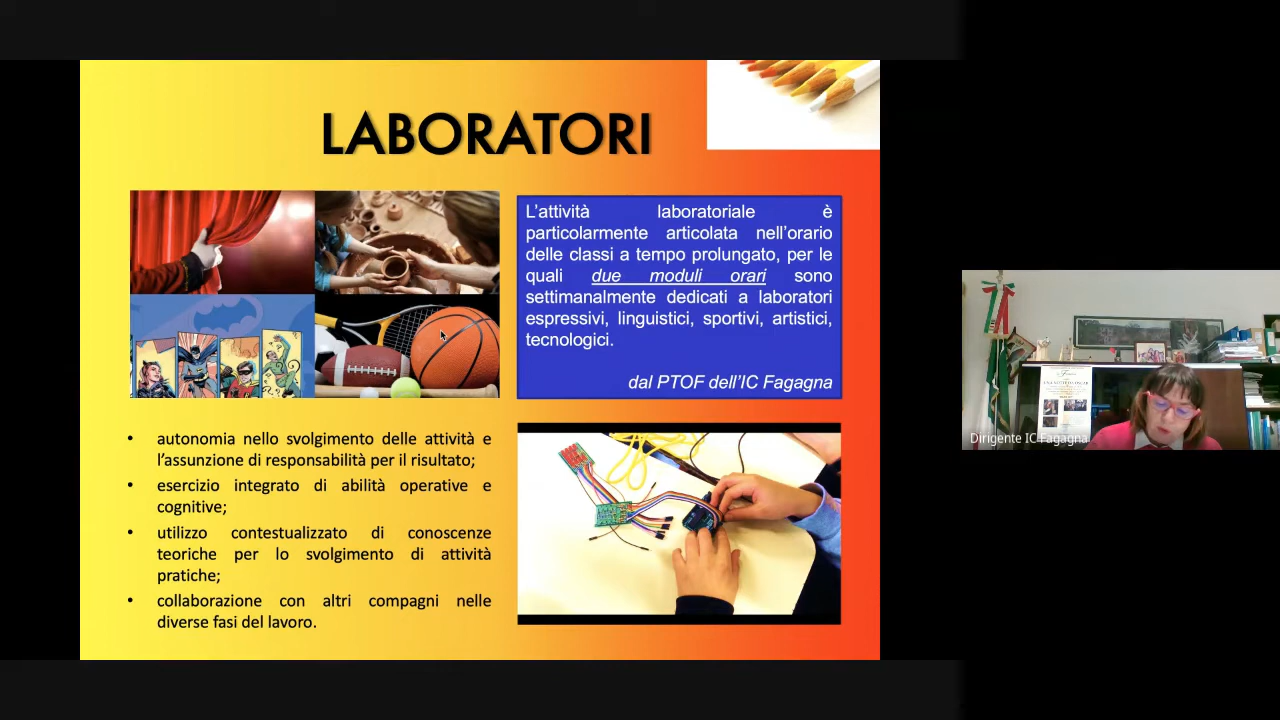 LABORATORI
L’attività laboratoriale è
particolarmente articolata nell’orario
delle classi a tempo prolungato, per le
quali due moduli orari sono
settimanalmente dedicati a laboratori
espressivi, linguistici, sportivi, artistici,
tecnologici.
dal PTOF dell’IC Fagagna
• autonomia nello svolgimento delle attività e
l’assunzione di responsabilità per il risultato;
• esercizio integrato di abilità operative e
cognitive;
• utilizzo contestualizzato di conoscenze
teoriche per lo svolgimento di attività
pratiche;
• collaborazione con altri compagni nelle
diverse fasi del lavoro.
Dirigente IC Fagagna